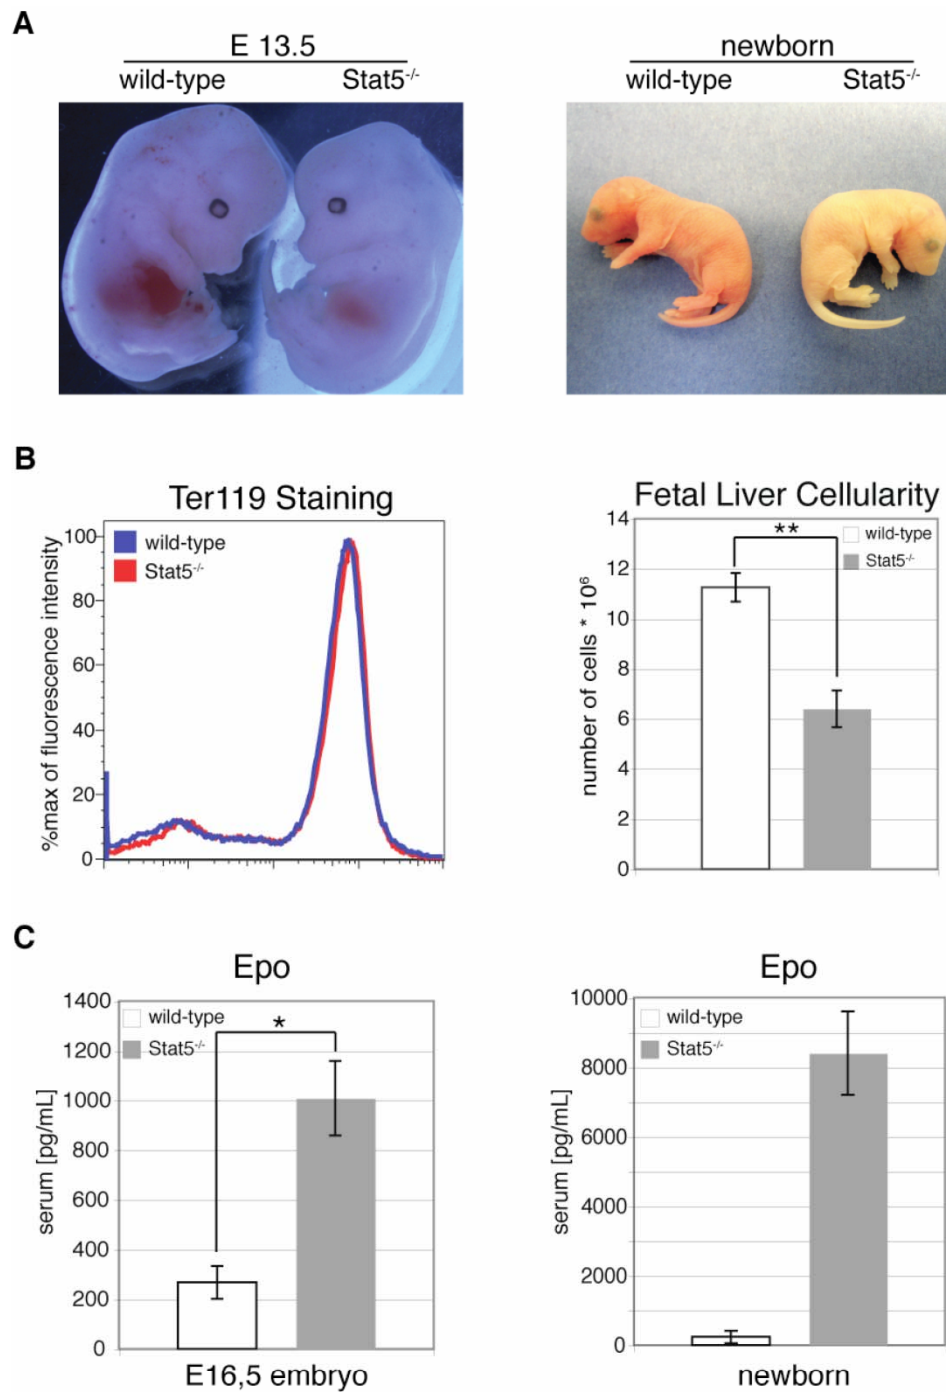 A
E 13.5
wild-type Stat5-/-
newborn
wild-type Stat5-/-
B
Ter119 Staining
%max of fluorescence intensity
100
80
60
40
20
0
wild-type
Stat5-/-
Fetal Liver Cellularity
number of cells * 10⁶
14
12
10
8
6
4
2
0
**
wild-type
Stat5-/-
C
Epo
serum [pg/mL]
1400
1200
1000
800
600
400
200
0
wild-type
Stat5-/-
*
E16,5 embryo
Epo
serum [pg/mL]
10000
8000
6000
4000
2000
0
wild-type
Stat5-/-
newborn